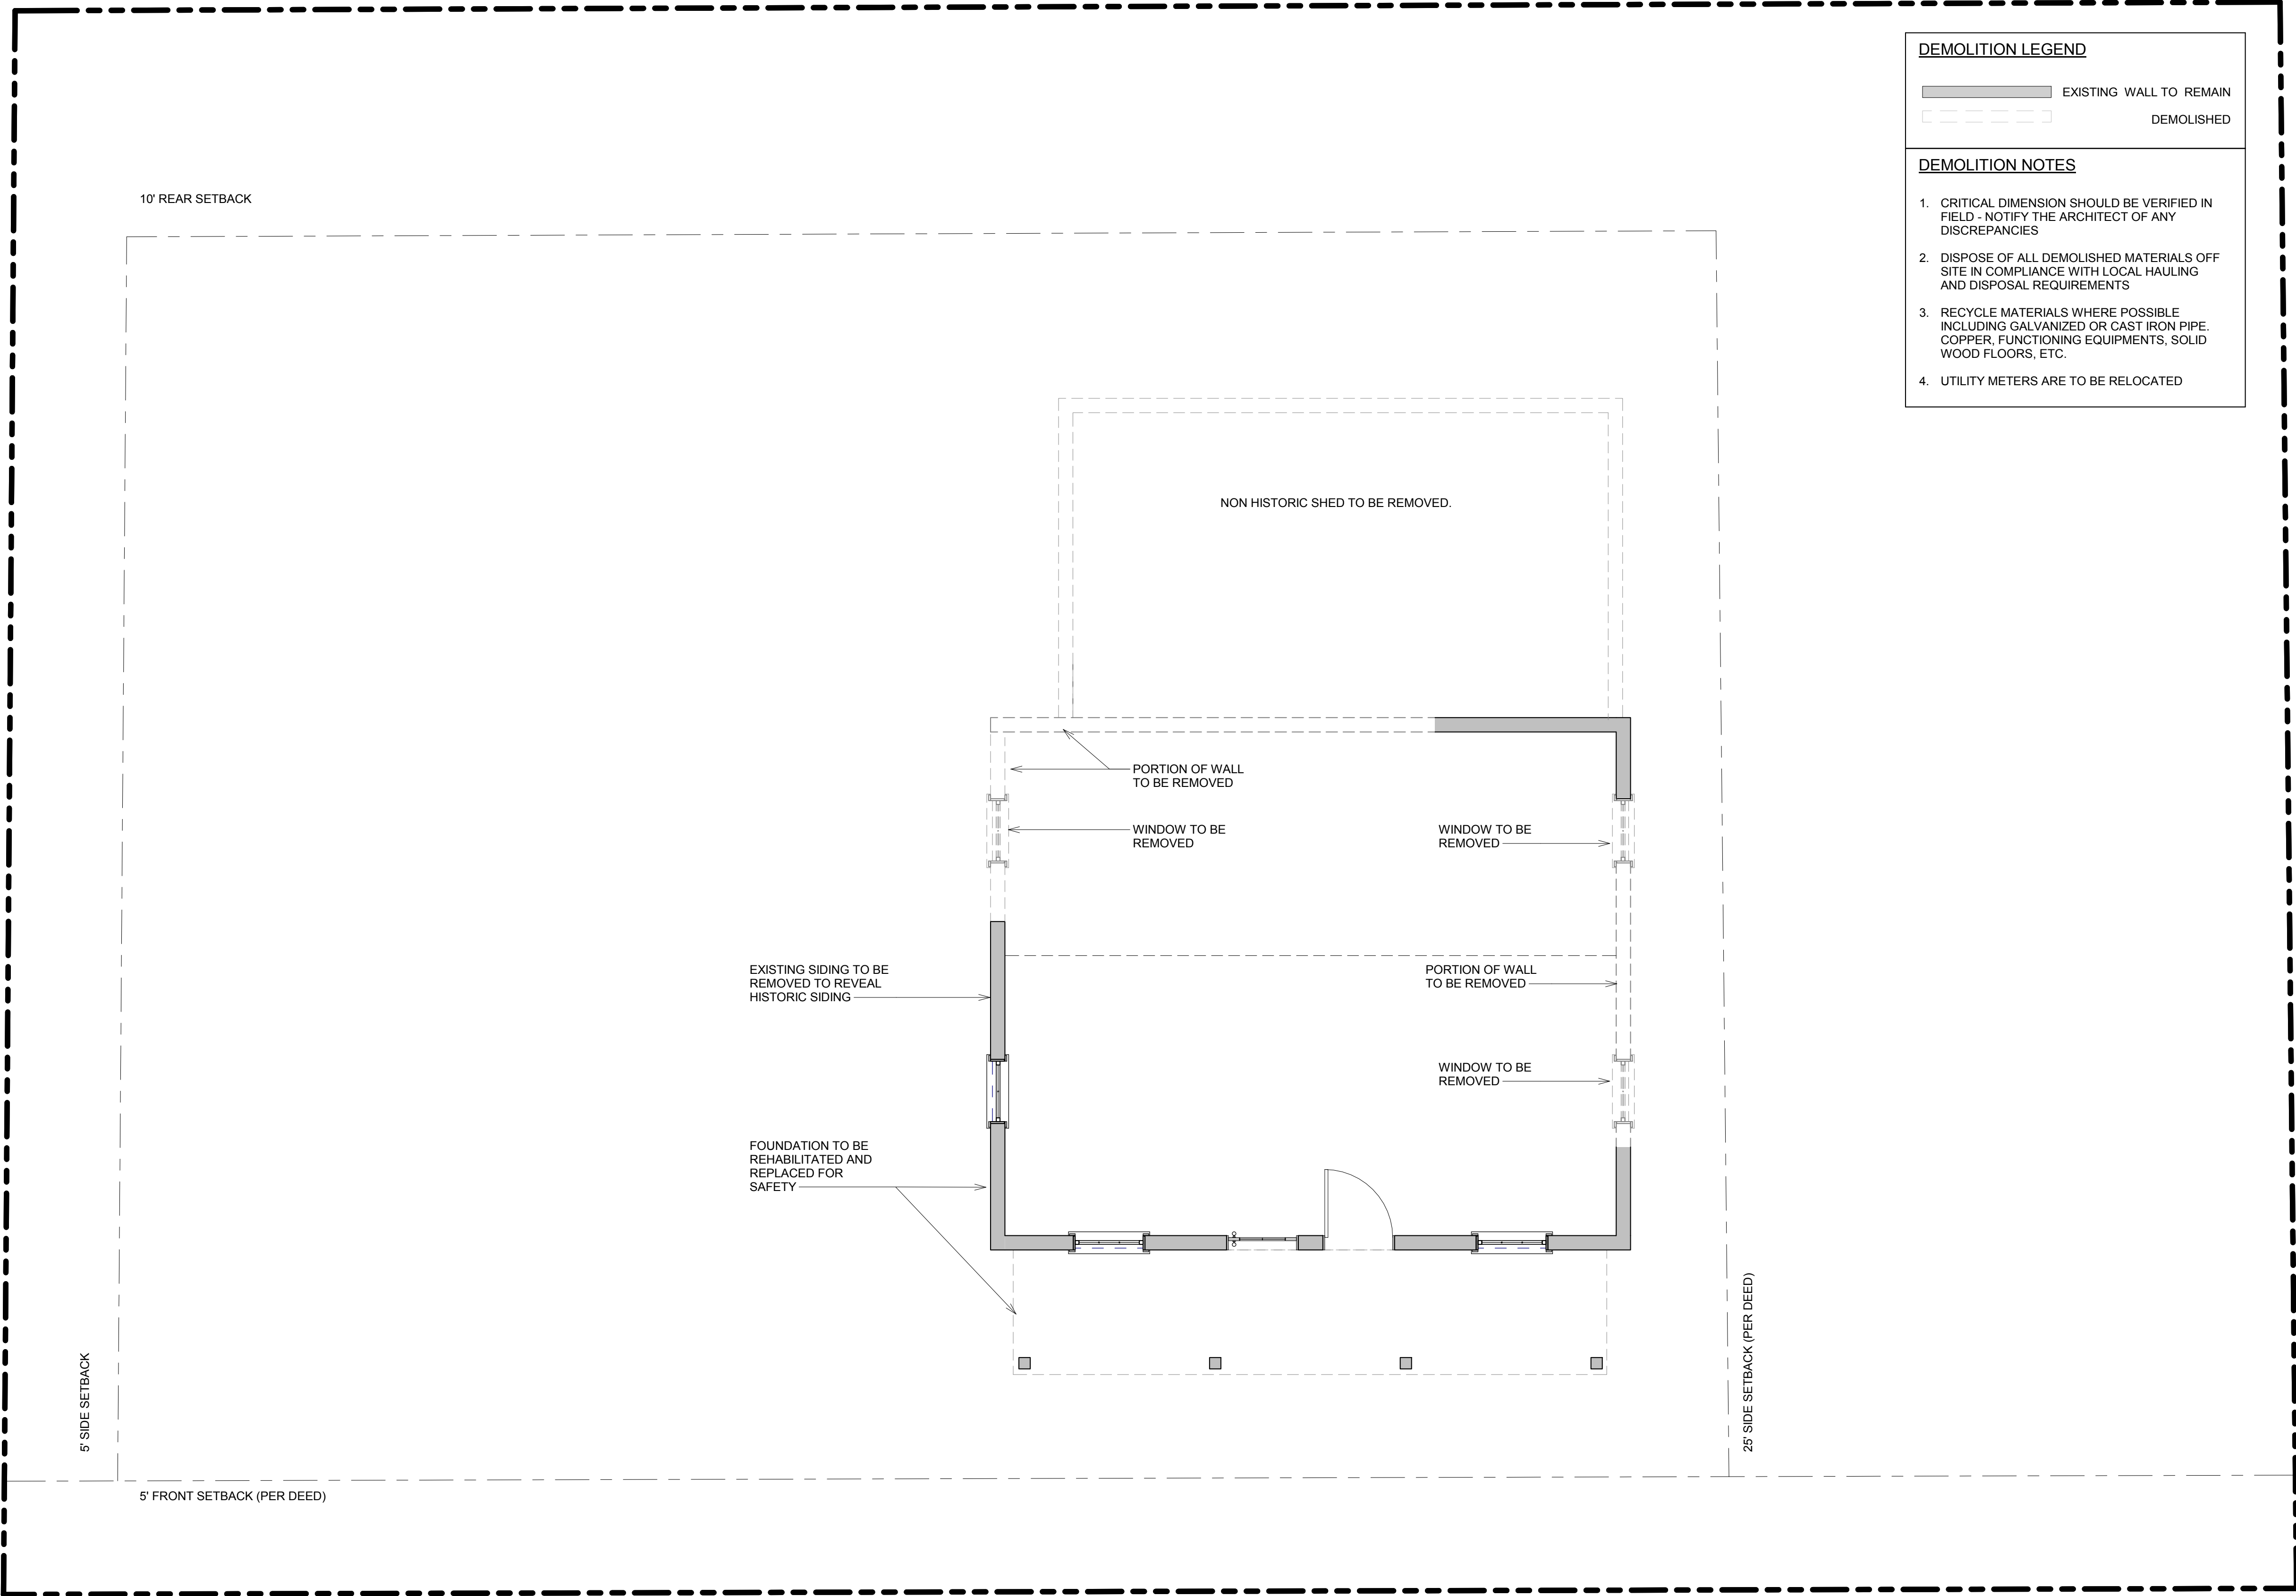 DEMOLITION LEGEND
EXISTING WALL TO REMAIN
DEMOLISHED
DEMOLITION NOTES
1. CRITICAL DIMENSION SHOULD BE VERIFIED IN
FIELD - NOTIFY THE ARCHITECT OF ANY
DISCREPANCIES
2. DISPOSE OF ALL DEMOLISHED MATERIALS OFF
SITE IN COMPLIANCE WITH LOCAL HAULING
AND DISPOSAL REQUIREMENTS
3. RECYCLE MATERIALS WHERE POSSIBLE
INCLUDING GALVANIZED OR CAST IRON PIPE.
COPPER, FUNCTIONING EQUIPMENTS, SOLID
WOOD FLOORS, ETC.
4. UTILITY METERS ARE TO BE RELOCATED
10' REAR SETBACK
NON HISTORIC SHED TO BE REMOVED.
PORTION OF WALL
TO BE REMOVED
WINDOW TO BE
REMOVED
WINDOW TO BE
REMOVED
EXISTING SIDING TO BE
REMOVED TO REVEAL
HISTORIC SIDING
PORTION OF WALL
TO BE REMOVED
WINDOW TO BE
REMOVED
FOUNDATION TO BE
REHABILITATED AND
REPLACED FOR
SAFETY
5' SIDE SETBACK
25' SIDE SETBACK (PER DEED)
5' FRONT SETBACK (PER DEED)